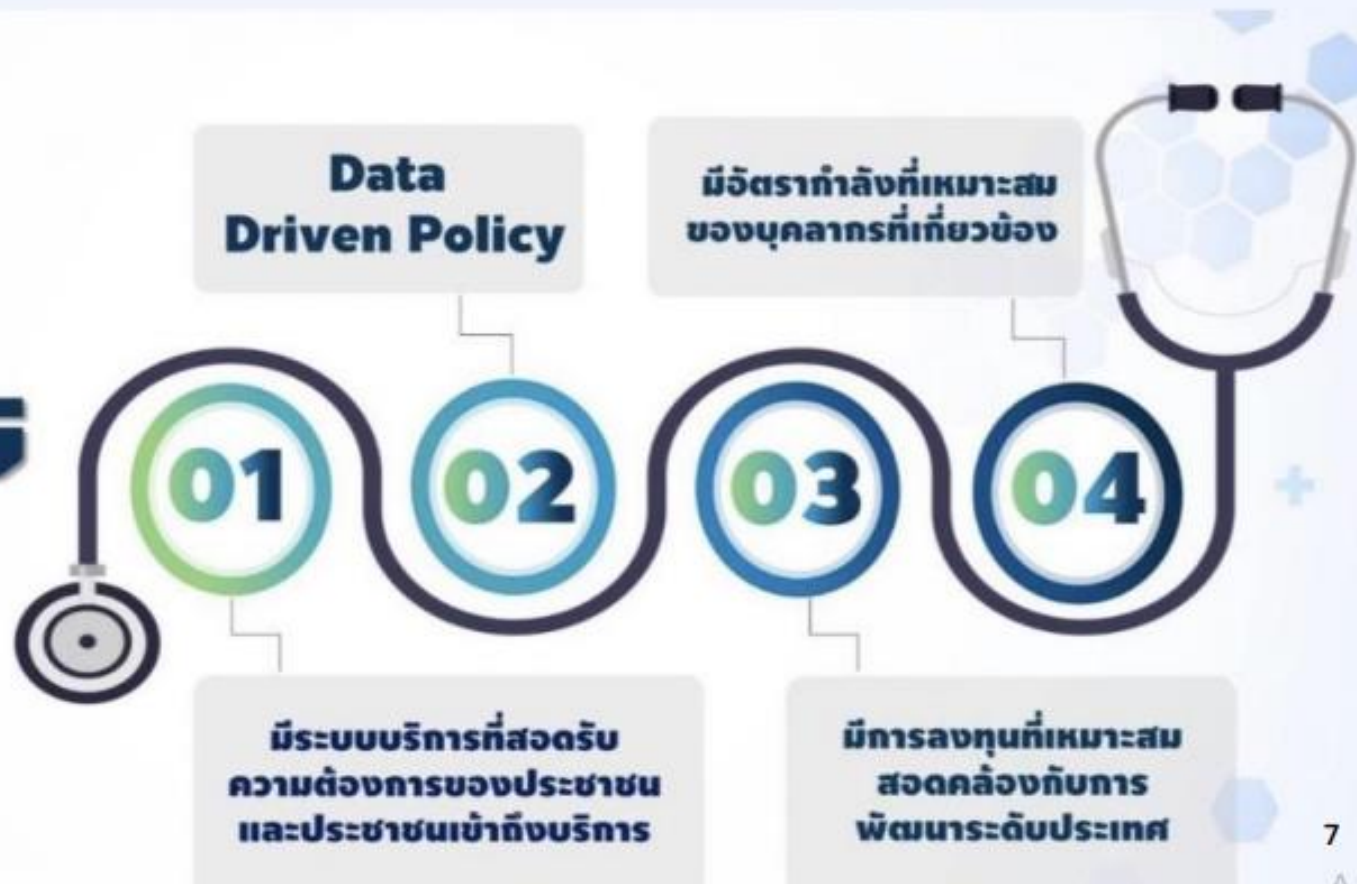 Data
Driven Policy
มีอัตรากำลังที่เหมาะสม
ของบุคลากรที่เกี่ยวข้อง
01
02
03
04
มีระบบบริการที่สอดรับ
ความต้องการของประชาชน
และประชาชนเข้าถึงบริการ
มีการลงทุนที่เหมาะสม
สอดคล้องกับการ
พัฒนาระดับประเทศ
7